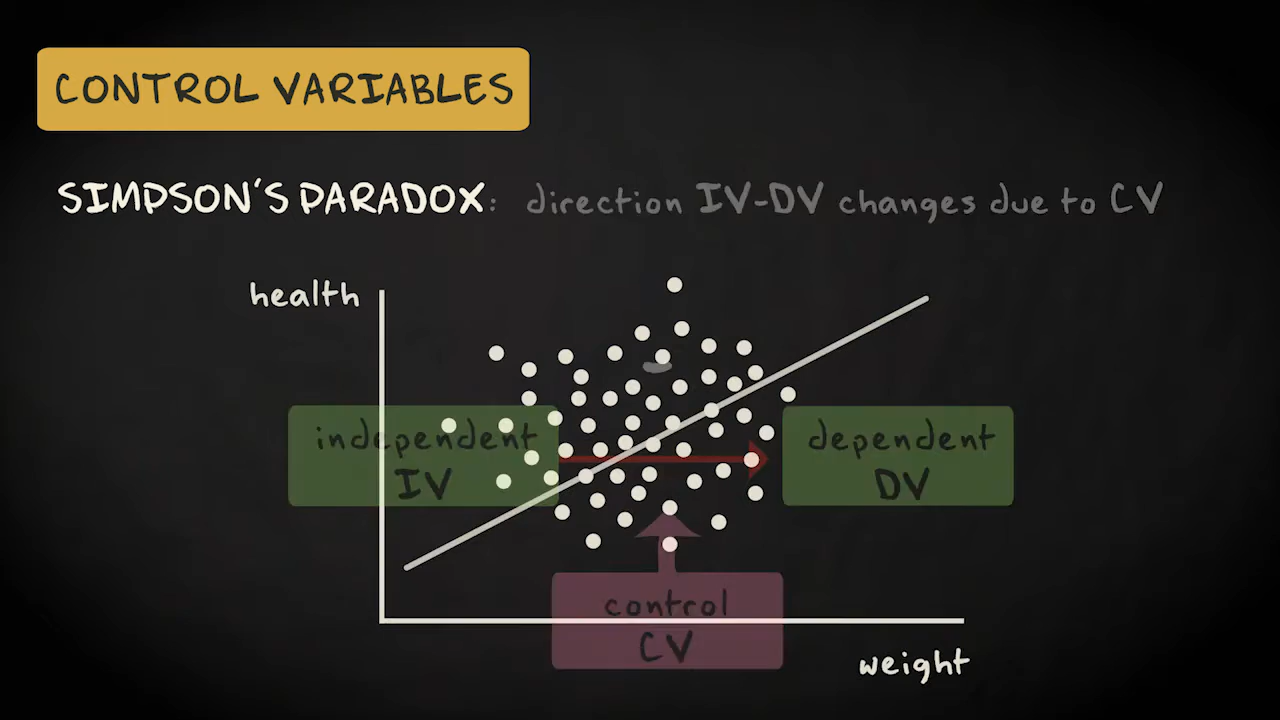 CONTROL VARIABLES
SIMPSON'S PARADOX: direction IV-DV changes due to CV
health
independent
IV
dependent
DV
control
CV
weight